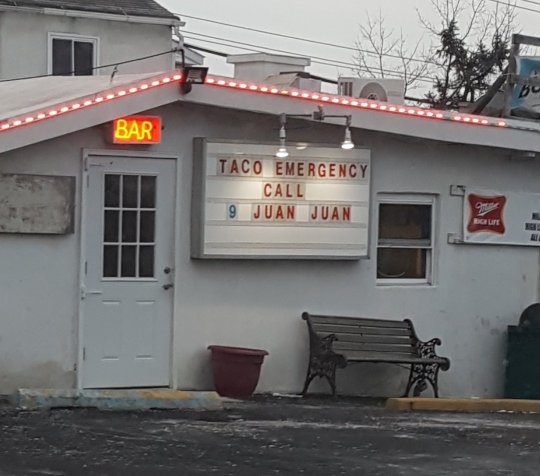 BAR
TACO EMERGENCY
CALL
9 JUAN JUAN
Miller
HIGH LIFE